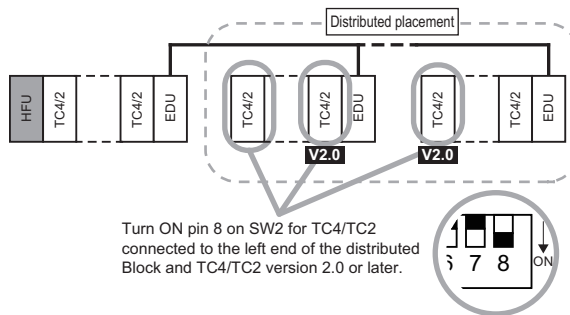 Distributed placement
HFU
TC4/2
TC4/2
EDU
TC4/2
TC4/2
EDU
TC4/2
TC4/2
EDU
V2.0
V2.0
Turn ON pin 8 on SW2 for TC4/TC2
connected to the left end of the distributed
Block and TC4/TC2 version 2.0 or later.
6 7 8
ON